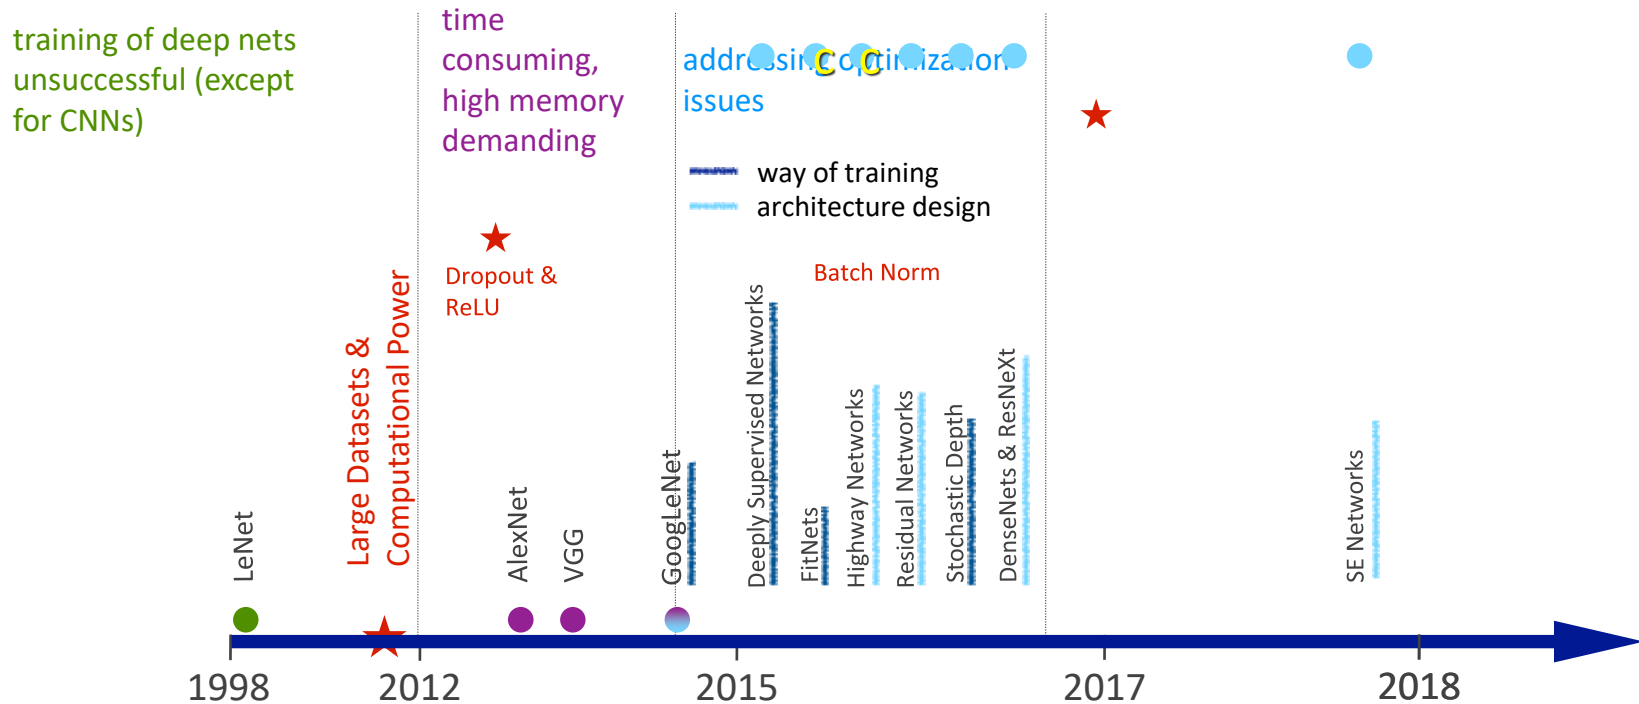 training of deep nets
unsuccessful (except
for CNNs)
time
consuming,
high memory
demanding
addressing optimization
issues
C
C
way of training
architecture design
Dropout &
ReLU
Batch Norm
Large Datasets &
Computational Power
LeNet
AlexNet
VGG
GoogLeNet
Deeply Supervised Networks
FitNets
Highway Networks
Residual Networks
Stochastic Depth
DenseNets & ResNeXt
SE Networks
1998
2012
2015
2017
2018